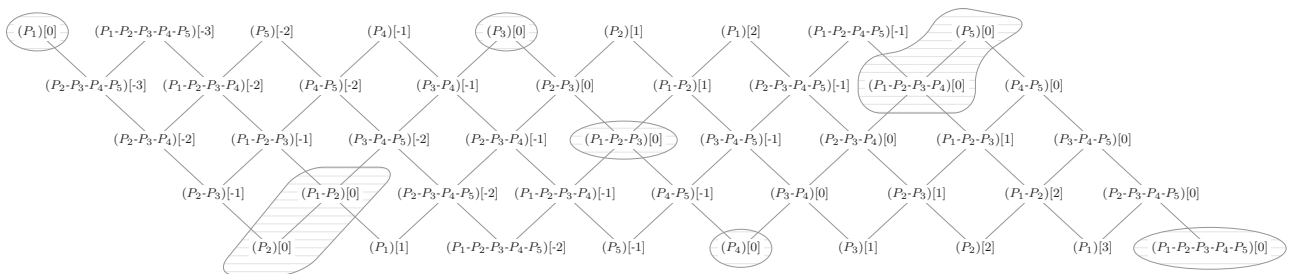 (P₁)[0] (P₁-P₂-P₃-P₄-P₅)[-3] (P₅)[-2] (P₄)[-1] (P₃)[0] (P₂)[1] (P₁)[2] (P₁-P₂-P₄-P₅)[-1] (P₅)[0]
(P₂-P₃-P₄-P₅)[-3] (P₁-P₂-P₃-P₄)[-2] (P₄-P₅)[-2] (P₃-P₄)[-1] (P₂-P₃)[0] (P₁-P₂)[1] (P₂-P₃-P₄-P₅)[-1] (P₁-P₂-P₃-P₄)[0] (P₄-P₅)[0]
(P₂-P₃-P₄)[-2] (P₁-P₂-P₃)[-1] (P₃-P₄-P₅)[-2] (P₂-P₃-P₄)[-1] (P₁-P₂-P₃)[0] (P₃-P₄-P₅)[-1] (P₂-P₃-P₄)[0] (P₁-P₂-P₃)[1] (P₃-P₄-P₅)[0]
(P₂-P₃)[-1] (P₁-P₂)[0] (P₂-P₃-P₄-P₅)[-2] (P₁-P₂-P₃-P₄)[-1] (P₄-P₅)[-1] (P₃-P₄)[0] (P₂-P₃)[1] (P₁-P₂)[2] (P₂-P₃-P₄-P₅)[0]
(P₂)[0] (P₁)[1] (P₁-P₂-P₃-P₄-P₅)[-2] (P₅)[-1] (P₄)[0] (P₃)[1] (P₂)[2] (P₁)[3] (P₁-P₂-P₃-P₄-P₅)[0]